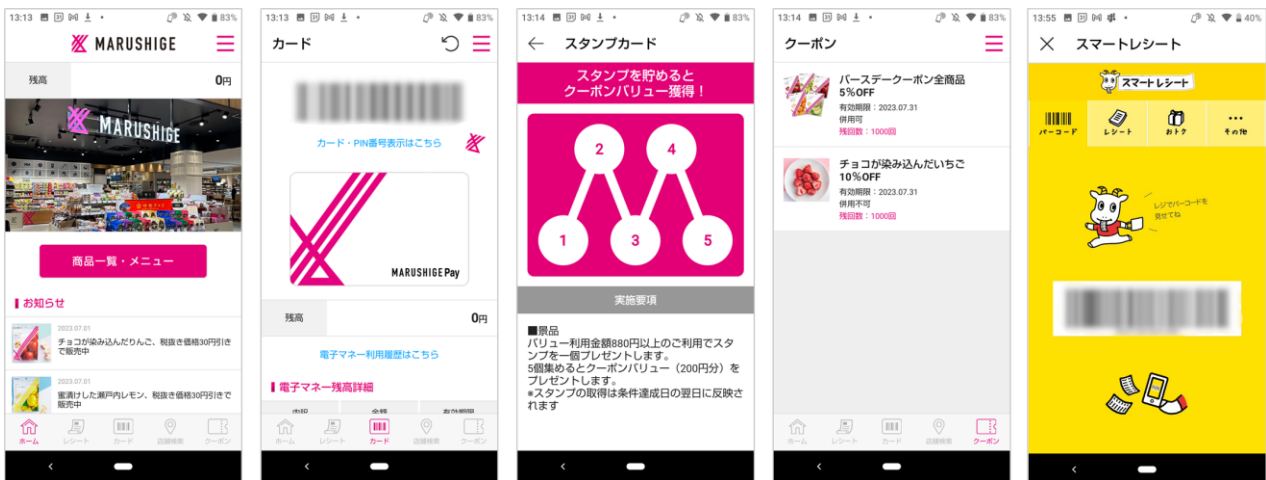 13:13
31
83%
MARUSHIGE
残高
0円
MARUSHIGE
商品一覧・メニュー
お知らせ
2023.07.01
チョコが染み込んだりんご、税抜き価格30円引き
で販売中
2023.07.01
蜜漬けした瀬戸内レモン、税抜き価格30円引きで
販売中
ホーム
レシート
カード
店舗検索
クーポン
13:13
31
83%
カード
カード・PIN番号表示はこちら
MARUSHIGE Pay
残高
0円
電子マネー利用履歴はこちら
電子マネー残高詳細
内訳
金額
有効期限
ホーム
レシート
カード
店舗検索
クーポン
13:14
31
83%
スタンプカード
スタンプを貯めると
クーポンバリュー獲得！
2
4
1
3
5
実施要項
■景品
バリュー利用金額880円以上のご利用でスタ
ンプを一個プレゼントします。
5個集めるとクーポンバリュー（200円分）を
プレゼントします。
*スタンプの取得は条件達成日の翌日に反映さ
れます
13:14
31
83%
クーポン
バースデークーポン全商品
5%OFF
有効期限：2023.07.31
併用可
残回数：1000回
チョコが染み込んだいちご
10%OFF
有効期限：2023.07.31
併用不可
残回数：1000回
ホーム
レシート
カード
店舗検索
クーポン
13:55
31
40%
スマートレシート
スマートレシート
バーコード
レシート
おトク
その他
レジでバーコードを
見せてね